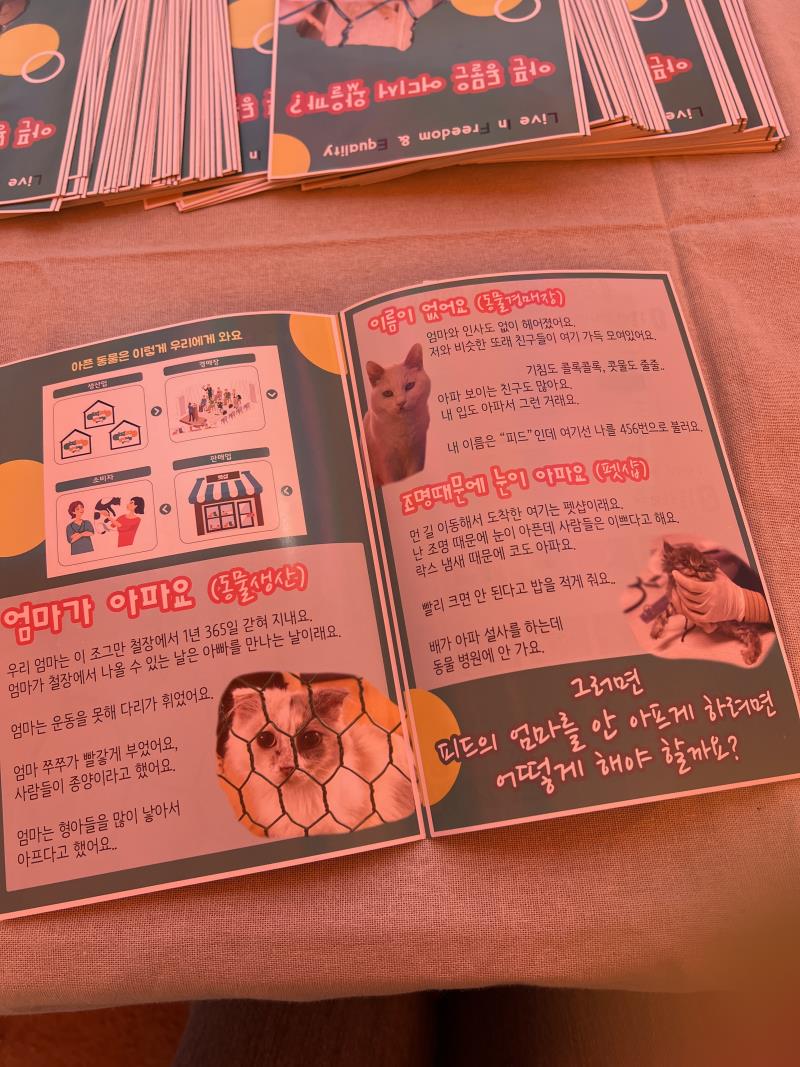 아픈 동물은 어디서 왔을까?
Live In Freedom & Equality
아픈 동물은 이렇게 우리에게 와요
생산업
경매장
소비자
판매업
펫샵
엄마가 아파요 (동물생산)
우리 엄마는 이 조그만 철장에서 1년 365일 갇혀 지내요.
엄마가 철장에서 나올 수 있는 날은 아빠를 만나는 날이래요.
엄마는 운동을 못해 다리가 휘었어요.
엄마 쭈쭈가 빨갛게 부었어요,
사람들이 종양이라고 했어요.
엄마는 형아들을 많이 낳아서
아프다고 했어요..
이름이 없어요 (동물경매장)
엄마와 인사도 없이 헤어졌어요.
저와 비슷한 또래 친구들이 여기 가득 모여있어요.
기침도 콜록콜록, 콧물도 줄줄..
아파 보이는 친구도 많아요.
내 입도 아파서 그런 거래요.
내 이름은 "피드"인데 여기선 나를 456번으로 불러요.
조명때문에 눈이 아파요 (펫샵)
먼 길 이동해서 도착한 여기는 펫샵이래요.
난 조명 때문에 눈이 아픈데 사람들은 이쁘다고 해요.
락스 냄새 때문에 코도 아파요.
빨리 크면 안 된다고 밥을 적게 줘요..
배가 아파 설사를 하는데
동물 병원에 안 가요.
그러면
피드의 엄마를 안 아프게 하려면
어떻게 해야 할까요?